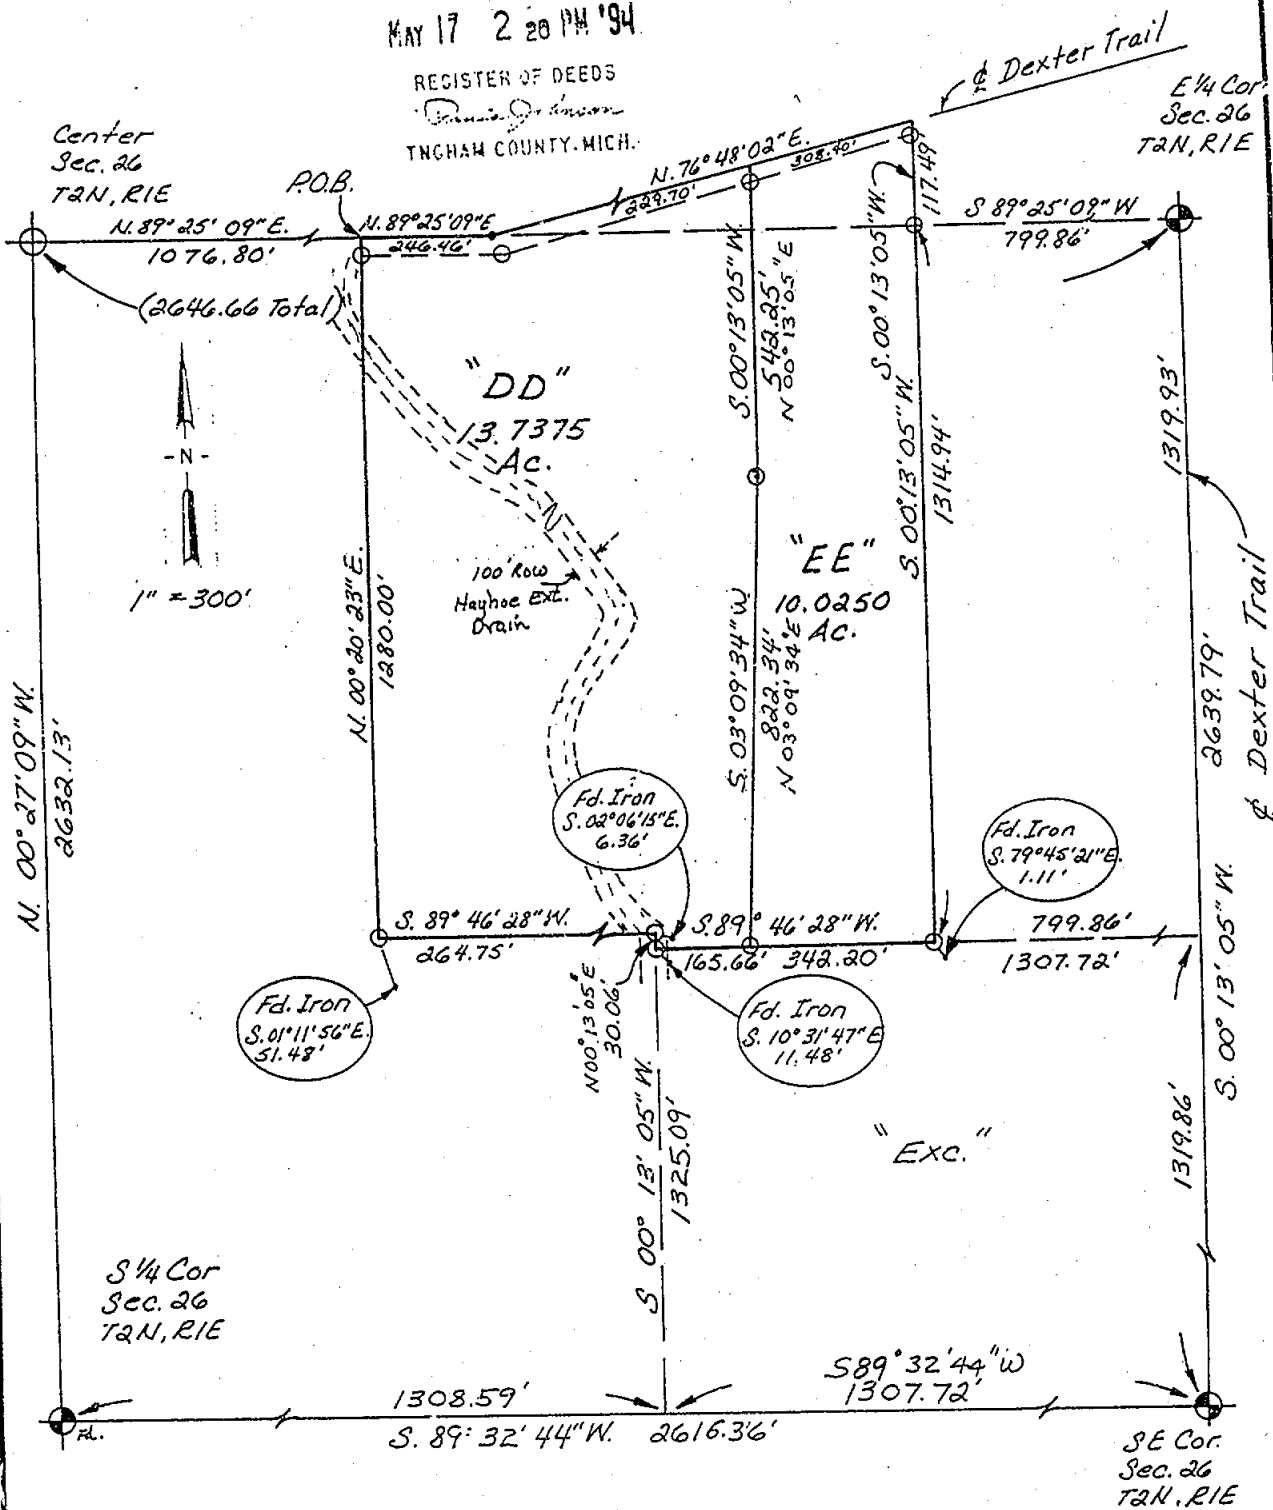 MAY 17 2 20 PM '94
REGISTER OF DEEDS
INGHAM COUNTY. MICH.
₵ Dexter Trail
E 1/4 Cor.
Sec. 26
T2N, R1E
Center
Sec. 26
T2N, R1E
P.O.B.
N. 76° 48' 02" E.
229.70'
308.40'
117.49'
N. 89° 25' 09" E.
1076.80'
N. 89° 25' 09" E
246.46'
S 89° 25' 09" W
799.86'
(2646.66 Total)
S. 00° 13' 05" W.
542.25'
N 00° 13' 05" E
S. 00° 13' 05" W.
S. 00° 13' 05" W.
1314.94'
1319.93'
"DD"
13.7375
Ac.
- N -
1" = 300'
N. 00° 20' 23" E.
1280.00'
100' Row
Hayhoe Ext.
Drain
"EE"
10.0250
Ac.
S. 03° 09' 34" W
822.34'
N 03° 09' 34" E
₵ Dexter Trail
2639.79'
S. 00° 13' 05" W.
N. 00° 27' 09" W.
2632.13'
Fd. Iron
S. 02° 06' 15" E.
6.36'
Fd. Iron
S. 79° 45' 21" E.
1.11'
S. 89° 46' 28" W.
264.75'
S. 89° 46' 28" W.
165.66' 342.20'
799.86'
1307.72'
Fd. Iron
S. 01° 11' 56" E.
51.48'
N 00° 13' 05" E
30.06'
Fd. Iron
S. 10° 31' 47" E
11.48'
S 00° 13' 05" W.
1325.09'
"Exc."
1319.86'
S 1/4 Cor
Sec. 26
T2N, R1E
1308.59'
S 89° 32' 44" W
1307.72'
Fd.
S. 89° 32' 44" W. 2616.36'
SE Cor.
Sec. 26
T2N, R1E